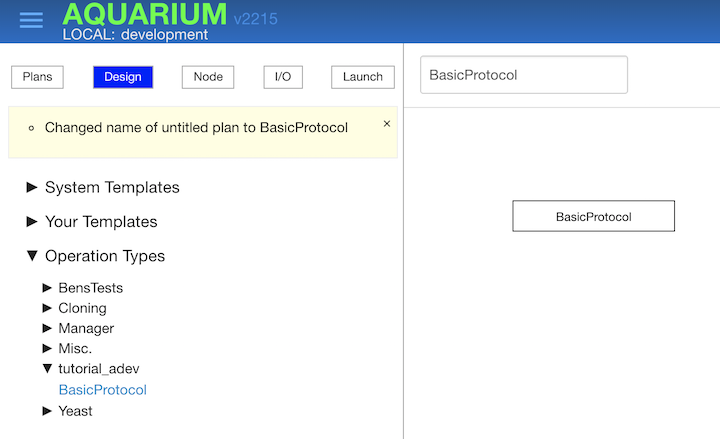 AQUARIUM v2215
LOCAL: development
Plans Design Node I/O Launch
BasicProtocol
Changed name of untitled plan to BasicProtocol ×
System Templates
Your Templates
Operation Types
BensTests
Cloning
Manager
Misc.
tutorial_adev
BasicProtocol
Yeast
BasicProtocol